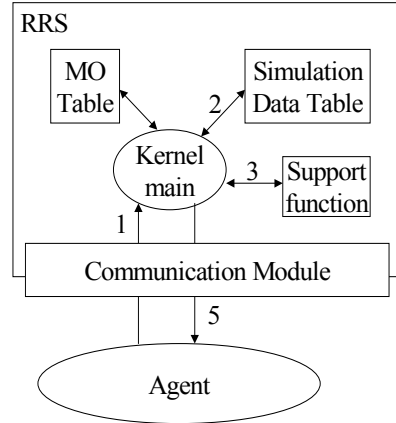 RRS
MO
Table
Simulation
Data Table
2
Kernel
main
3
Support
function
1
Communication Module
5
Agent